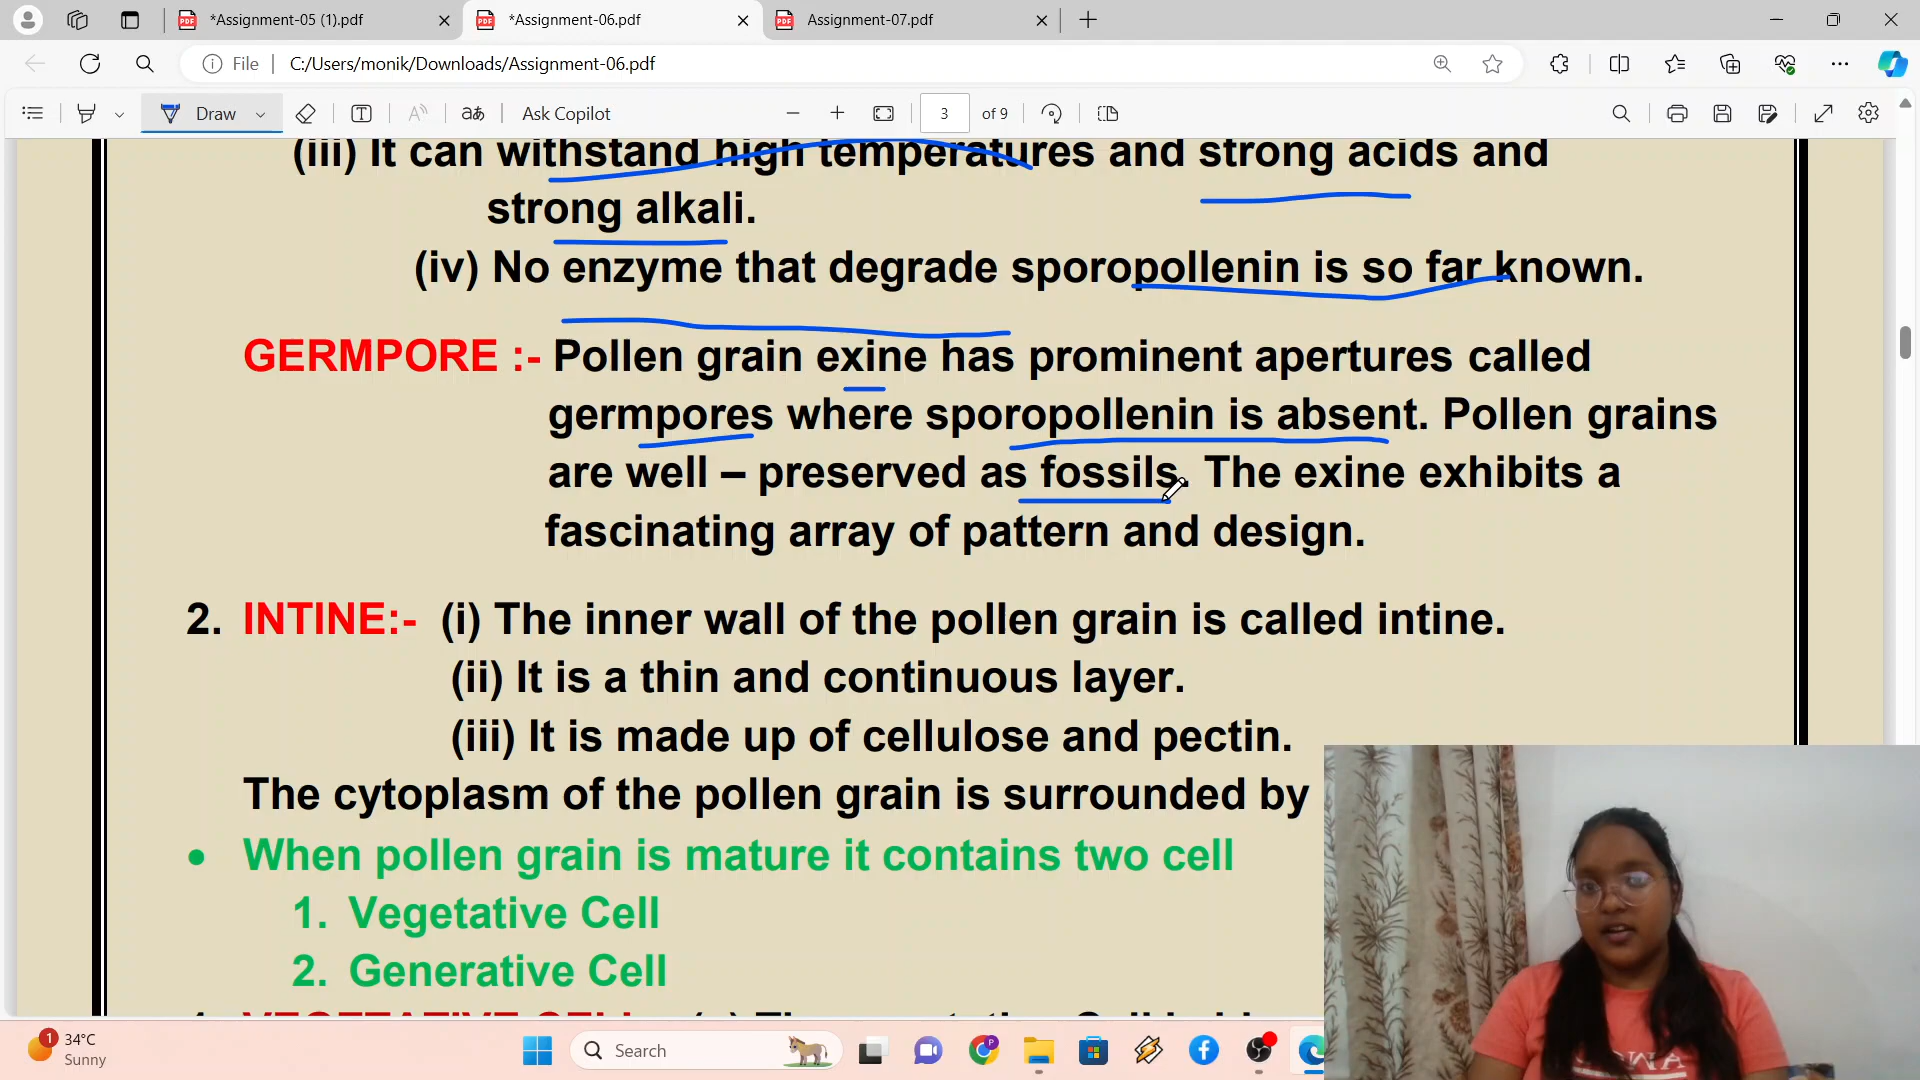 *Assignment-05 (1).pdf
*Assignment-06.pdf
Assignment-07.pdf
File
C:/Users/monik/Downloads/Assignment-06.pdf
Draw
Ask Copilot
3
of 9
(iii) It can withstand high temperatures and strong acids and
strong alkali.
(iv) No enzyme that degrade sporopollenin is so far known.
GERMPORE :- Pollen grain exine has prominent apertures called
germpores where sporopollenin is absent. Pollen grains
are well – preserved as fossils. The exine exhibits a
fascinating array of pattern and design.
2. INTINE:- (i) The inner wall of the pollen grain is called intine.
(ii) It is a thin and continuous layer.
(iii) It is made up of cellulose and pectin.
The cytoplasm of the pollen grain is surrounded by
• When pollen grain is mature it contains two cell
1. Vegetative Cell
2. Generative Cell
1
34°C
Sunny
Search